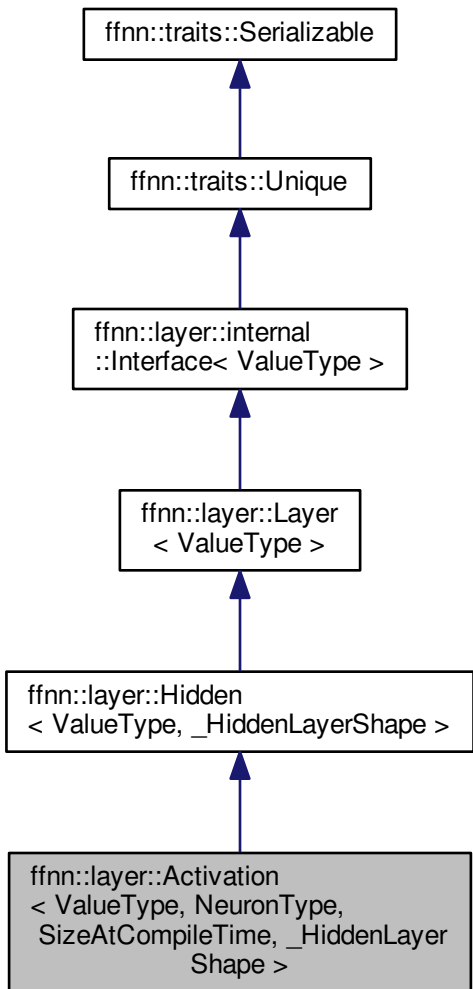 ffnn::traits::Serializable
ffnn::traits::Unique
ffnn::layer::internal
::Interface< ValueType >
ffnn::layer::Layer
< ValueType >
ffnn::layer::Hidden
< ValueType, _HiddenLayerShape >
ffnn::layer::Activation
< ValueType, NeuronType,
SizeAtCompileTime, _HiddenLayer
Shape >